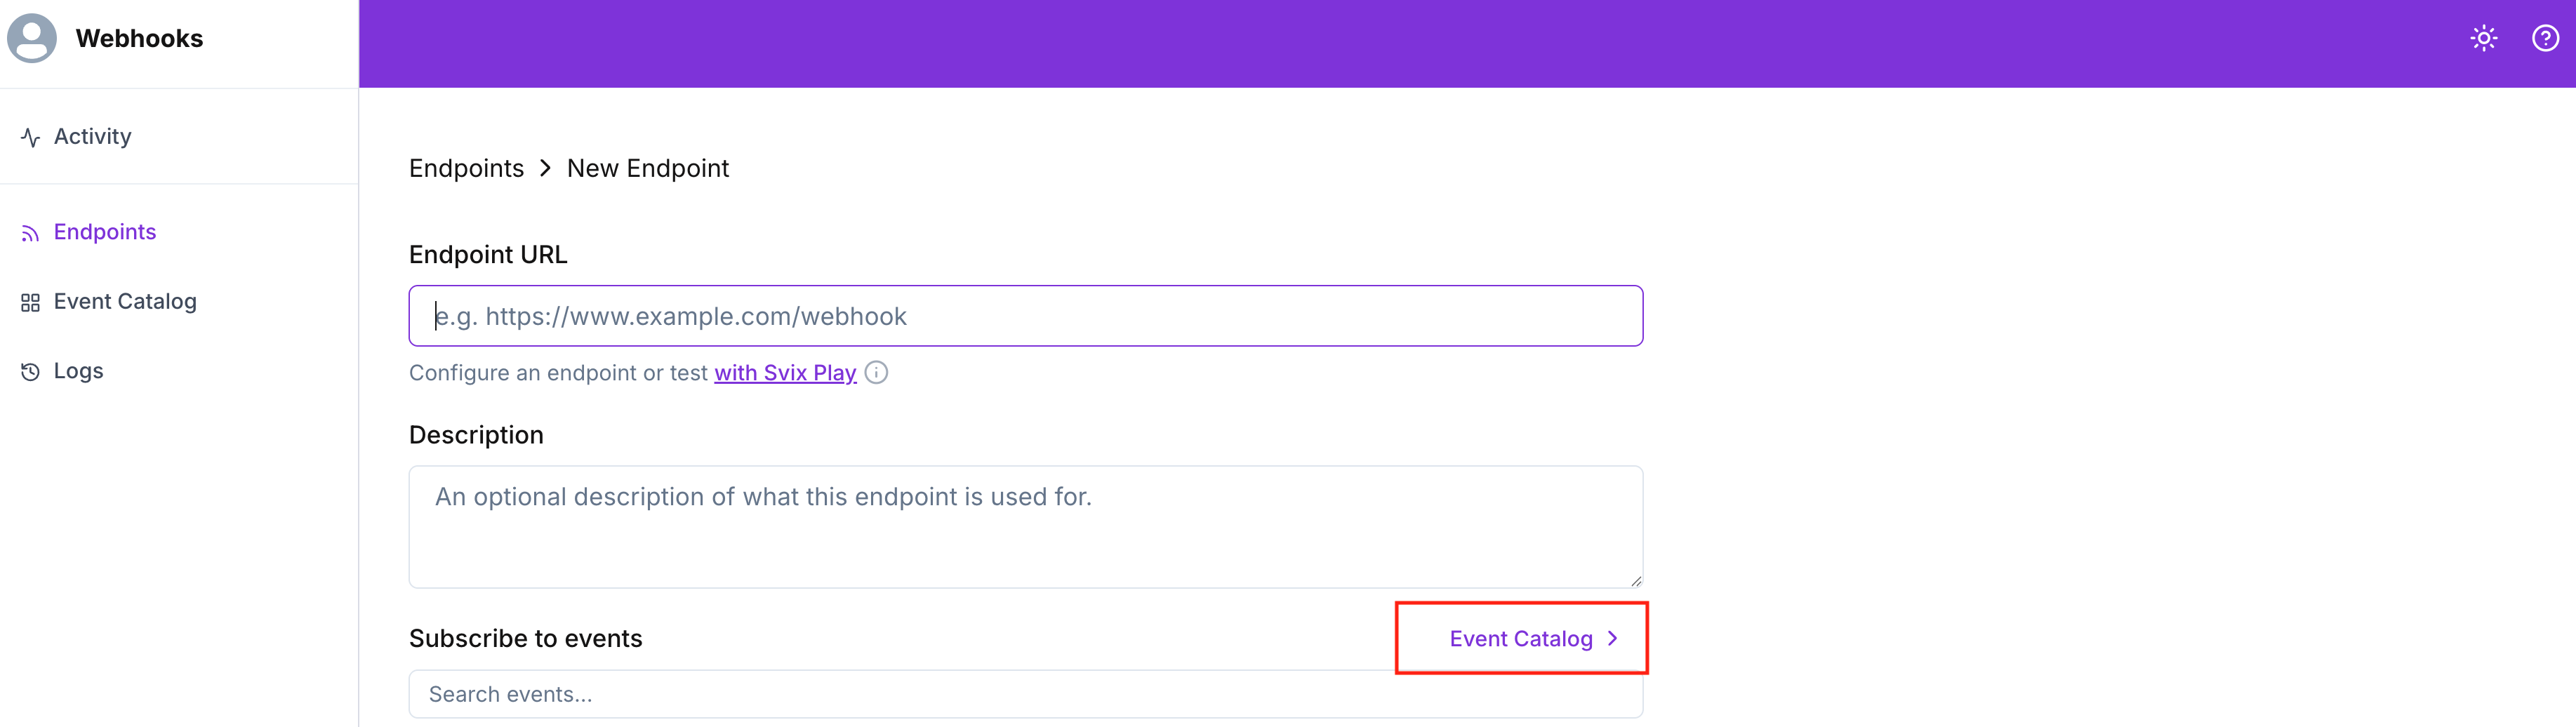 Webhooks
Activity
Endpoints
Event Catalog
Logs
Endpoints > New Endpoint
Endpoint URL
e.g. https://www.example.com/webhook
Configure an endpoint or test with Svix Play
Description
An optional description of what this endpoint is used for.
Subscribe to events
Event Catalog >
Search events...